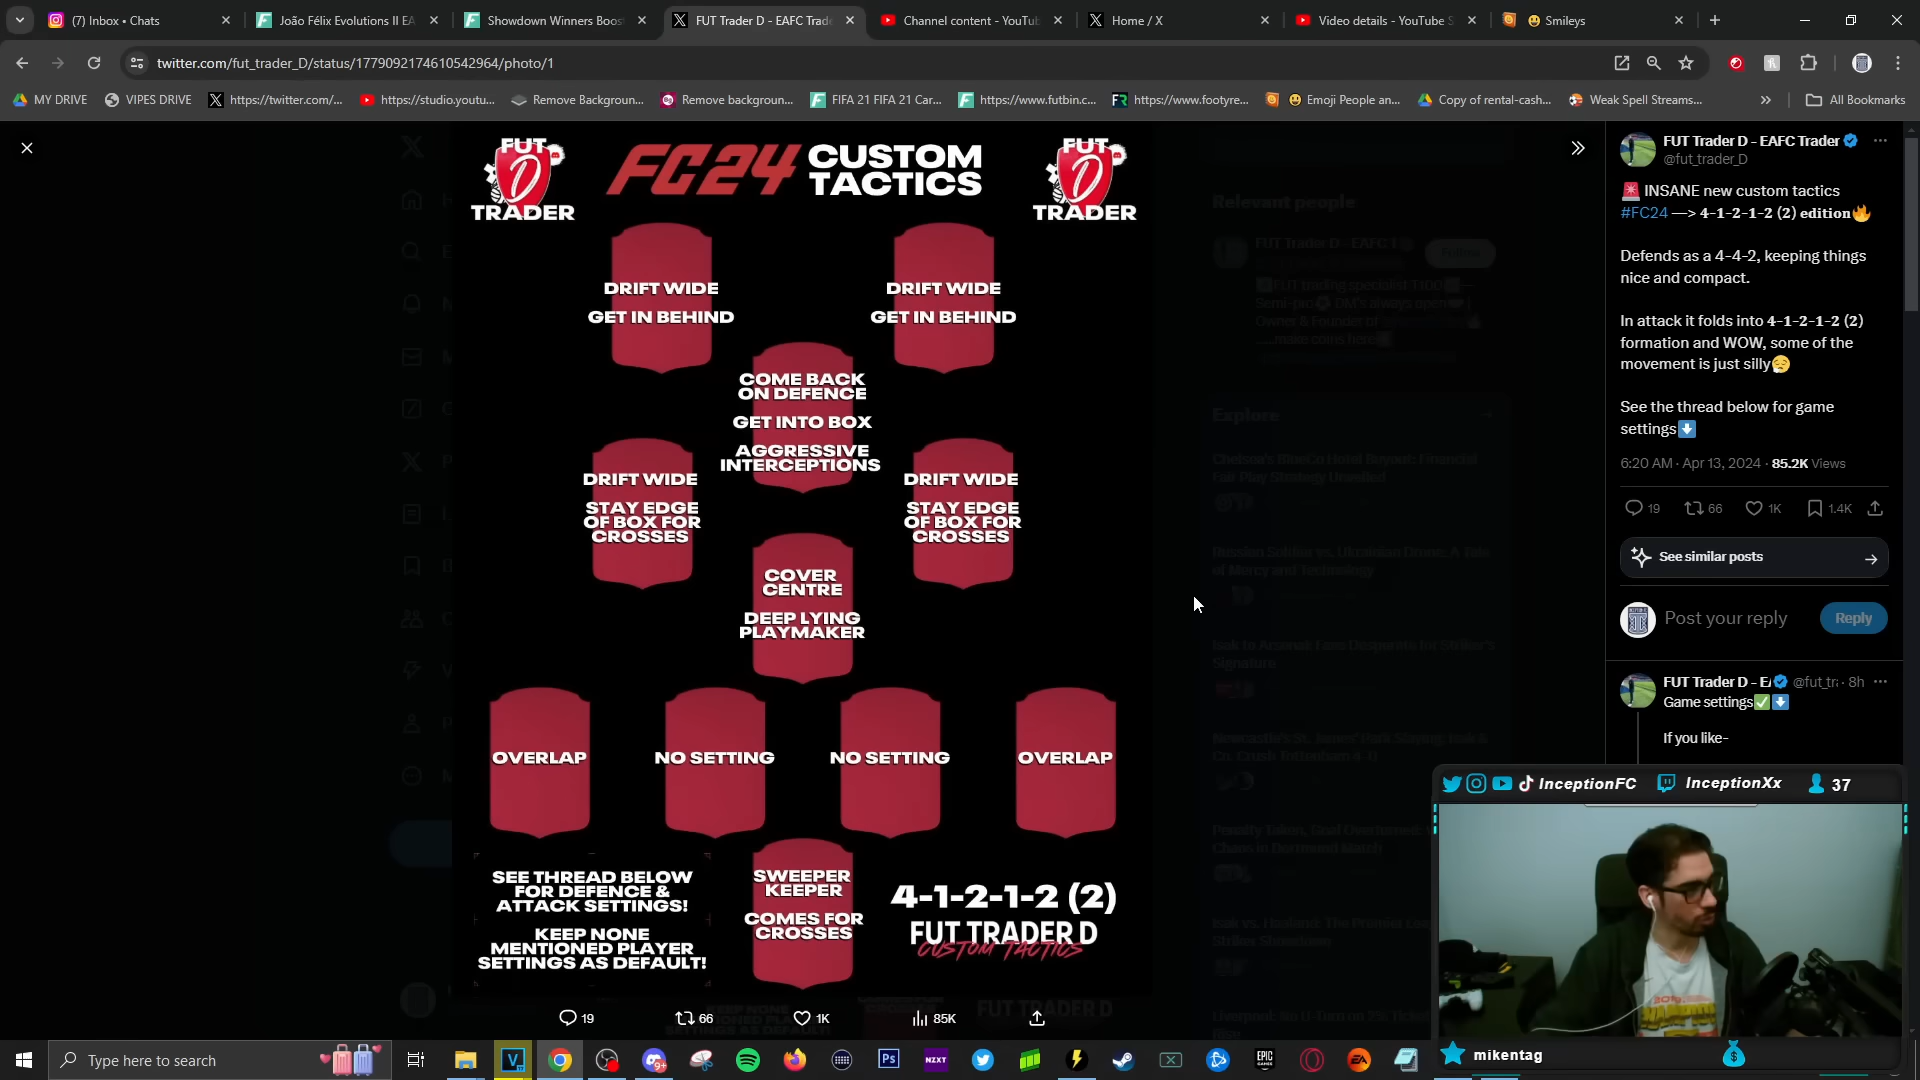 (7) Inbox • Chats
João Félix Evolutions II EA
Showdown Winners Boos
FUT Trader D - EAFC Trade
Channel content - YouTub
Home / X
Video details - YouTube S
Smileys
twitter.com/fut_trader_D/status/1779092174610542964/photo/1
MY DRIVE
VIPES DRIVE
https://twitter.com/...
https://studio.youtu...
Remove Backgroun...
Remove backgroun...
FIFA 21 FIFA 21 Car...
https://www.futbin.c...
https://www.footyre...
Emoji People an...
Copy of rental-cash...
Weak Spell Streams...
All Bookmarks
FUT
D
TRADER
FC24 CUSTOM
TACTICS
FUT
D
TRADER
DRIFT WIDE
GET IN BEHIND
DRIFT WIDE
GET IN BEHIND
COME BACK
ON DEFENCE
GET INTO BOX
AGGRESSIVE
INTERCEPTIONS
DRIFT WIDE
STAY EDGE
OF BOX FOR
CROSSES
DRIFT WIDE
STAY EDGE
OF BOX FOR
CROSSES
COVER
CENTRE
DEEP LYING
PLAYMAKER
OVERLAP
NO SETTING
NO SETTING
OVERLAP
SEE THREAD BELOW
FOR DEFENCE &
ATTACK SETTINGS!
KEEP NONE
MENTIONED PLAYER
SETTINGS AS DEFAULT!
SWEEPER
KEEPER
COMES FOR
CROSSES
4-1-2-1-2 (2)
FUT TRADER D
CUSTOM TACTICS
19
66
1K
85K
Relevant people
Explore
FUT Trader D - EAFC Trader
@fut_trader_D
🚨 INSANE new custom tactics
#FC24 —> 4-1-2-1-2 (2) edition🔥
Defends as a 4-4-2, keeping things
nice and compact.
In attack it folds into 4-1-2-1-2 (2)
formation and WOW, some of the
movement is just silly😮‍💨
See the thread below for game
settings⬇️
6:20 AM · Apr 13, 2024 · 85.2K Views
19
66
1K
1.4K
See similar posts
Post your reply
Reply
FUT Trader D - E/ @fut_tr: · 8h
Game settings✅⬇️
If you like-
InceptionFC
InceptionXx
37
mikentag
Type here to search
9+
Ps
NZXT
EPIC
GAMES
EA